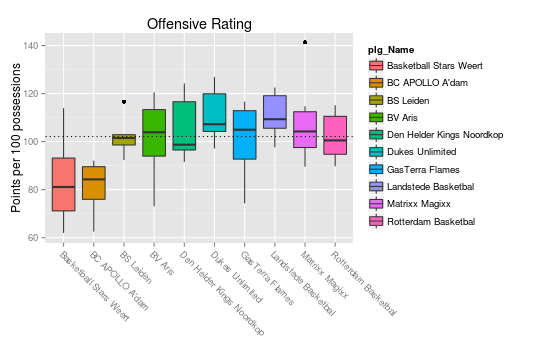 Offensive Rating
Points per 100 possessions
140
120
100
80
60
Basketball Stars Weert
BC APOLLO A'dam
BS Leiden
BV Aris
Den Helder Kings Noordkop
Dukes Unlimited
GasTerra Flames
Landstede Basketbal
Matrixx Magixx
Rotterdam Basketbal
plg_Name
Basketball Stars Weert
BC APOLLO A'dam
BS Leiden
BV Aris
Den Helder Kings Noordkop
Dukes Unlimited
GasTerra Flames
Landstede Basketbal
Matrixx Magixx
Rotterdam Basketbal